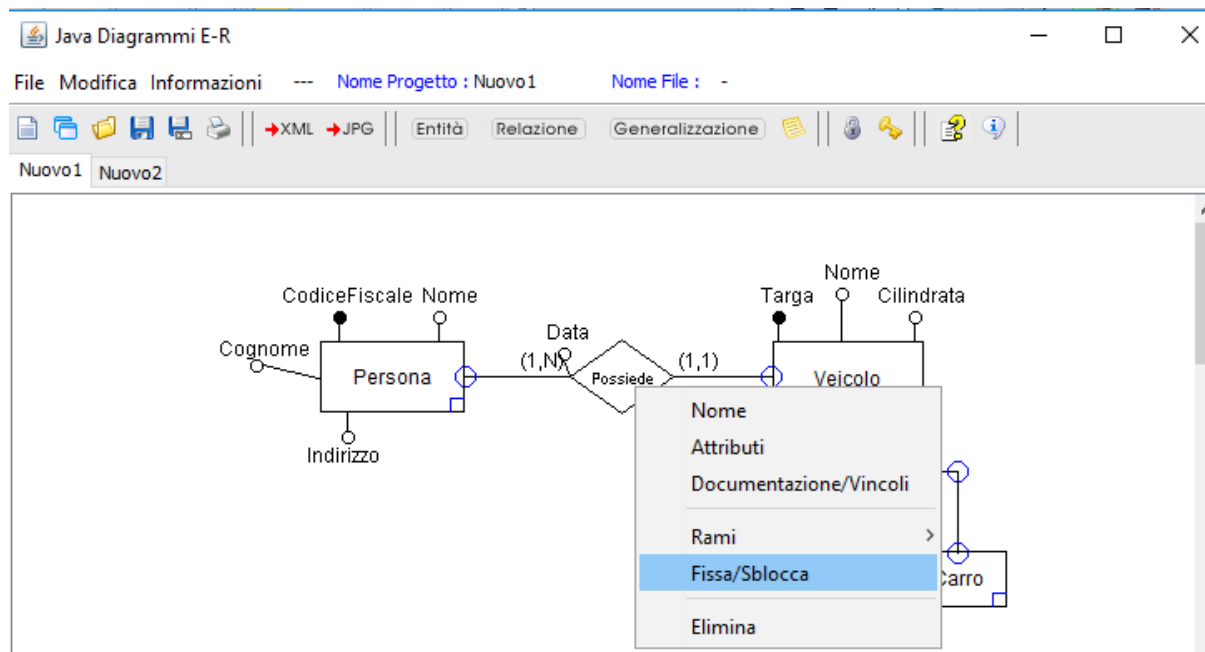 Java Diagrammi E-R
File Modifica Informazioni --- Nome Progetto : Nuovo1 Nome File : -
XML JPG Entità Relazione Generalizzazione
Nuovo1 Nuovo2
Nome
CodiceFiscale Nome Targa Cilindrata
Data
Cognome (1,N) (1,1)
Persona Possiede Veicolo
Indirizzo
Nome
Attributi
Documentazione/Vincoli
Rami
Fissa/Sblocca
Carro
Elimina